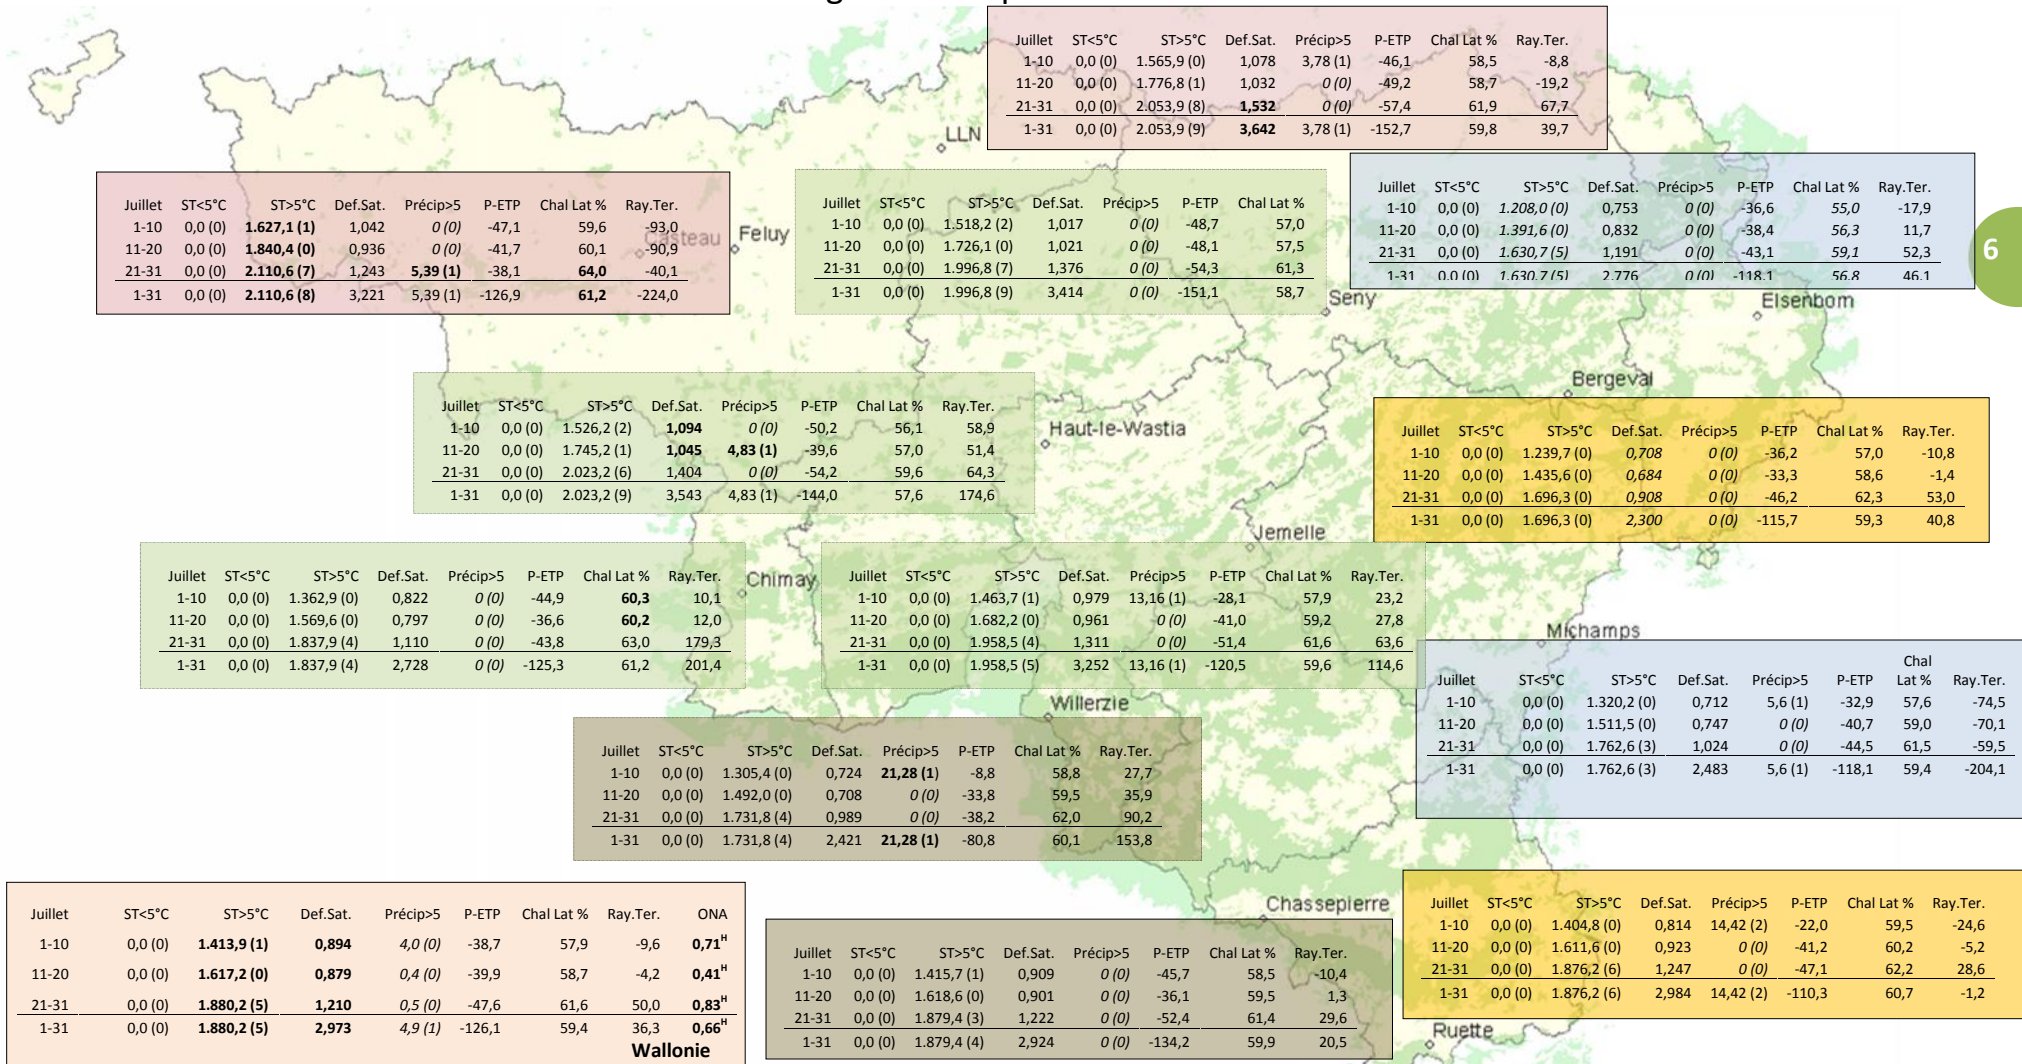 Juillet ST<5°C ST>5°C Def.Sat. Précip>5 P-ETP Chal Lat % Ray.Ter.
1-10 0,0 (0) 1.565,9 (0) 1,078 3,78 (1) -46,1 58,5 -8,8
11-20 0,0 (0) 1.776,8 (1) 1,032 0 (0) -49,2 58,7 -19,2
21-31 0,0 (0) 2.053,9 (8) 1,532 0 (0) -57,4 61,9 67,7
1-31 0,0 (0) 2.053,9 (9) 3,642 3,78 (1) -152,7 59,8 39,7
LLN
Juillet ST<5°C ST>5°C Def.Sat. Précip>5 P-ETP Chal Lat % Ray.Ter.
1-10 0,0 (0) 1.627,1 (1) 1,042 0 (0) -47,1 59,6 -93,0
11-20 0,0 (0) 1.840,4 (0) 0,936 0 (0) -41,7 60,1 -90,9
21-31 0,0 (0) 2.110,6 (7) 1,243 5,39 (1) -38,1 64,0 -40,1
1-31 0,0 (0) 2.110,6 (8) 3,221 5,39 (1) -126,9 61,2 -224,0
Casteau
Feluy
Juillet ST<5°C ST>5°C Def.Sat. Précip>5 P-ETP Chal Lat %
1-10 0,0 (0) 1.518,2 (2) 1,017 0 (0) -48,7 57,0
11-20 0,0 (0) 1.726,1 (0) 1,021 0 (0) -48,1 57,5
21-31 0,0 (0) 1.996,8 (7) 1,376 0 (0) -54,3 61,3
1-31 0,0 (0) 1.996,8 (9) 3,414 0 (0) -151,1 58,7
Seny
Juillet ST<5°C ST>5°C Def.Sat. Précip>5 P-ETP Chal Lat % Ray.Ter.
1-10 0,0 (0) 1.208,0 (0) 0,753 0 (0) -36,6 55,0 -17,9
11-20 0,0 (0) 1.391,6 (0) 0,832 0 (0) -38,4 56,3 11,7
21-31 0,0 (0) 1.630,7 (5) 1,191 0 (0) -43,1 59,1 52,3
1-31 0,0 (0) 1.630,7 (5) 2,776 0 (0) -118,1 56,8 46,1
6
Elsenborn
Juillet ST<5°C ST>5°C Def.Sat. Précip>5 P-ETP Chal Lat % Ray.Ter.
1-10 0,0 (0) 1.526,2 (2) 1,094 0 (0) -50,2 56,1 58,9
11-20 0,0 (0) 1.745,2 (1) 1,045 4,83 (1) -39,6 57,0 51,4
21-31 0,0 (0) 2.023,2 (6) 1,404 0 (0) -54,2 59,6 64,3
1-31 0,0 (0) 2.023,2 (9) 3,543 4,83 (1) -144,0 57,6 174,6
Haut-le-Wastia
Bergeval
Juillet ST<5°C ST>5°C Def.Sat. Précip>5 P-ETP Chal Lat % Ray.Ter.
1-10 0,0 (0) 1.239,7 (0) 0,708 0 (0) -36,2 57,0 -10,8
11-20 0,0 (0) 1.435,6 (0) 0,684 0 (0) -33,3 58,6 -1,4
21-31 0,0 (0) 1.696,3 (0) 0,908 0 (0) -46,2 62,3 53,0
1-31 0,0 (0) 1.696,3 (0) 2,300 0 (0) -115,7 59,3 40,8
Jemelle
Juillet ST<5°C ST>5°C Def.Sat. Précip>5 P-ETP Chal Lat % Ray.Ter.
1-10 0,0 (0) 1.362,9 (0) 0,822 0 (0) -44,9 60,3 10,1
11-20 0,0 (0) 1.569,6 (0) 0,797 0 (0) -36,6 60,2 12,0
21-31 0,0 (0) 1.837,9 (4) 1,110 0 (0) -43,8 63,0 179,3
1-31 0,0 (0) 1.837,9 (4) 2,728 0 (0) -125,3 61,2 201,4
Chimay
Juillet ST<5°C ST>5°C Def.Sat. Précip>5 P-ETP Chal Lat % Ray.Ter.
1-10 0,0 (0) 1.463,7 (1) 0,979 13,16 (1) -28,1 57,9 23,2
11-20 0,0 (0) 1.682,2 (0) 0,961 0 (0) -41,0 59,2 27,8
21-31 0,0 (0) 1.958,5 (4) 1,311 0 (0) -51,4 61,6 63,6
1-31 0,0 (0) 1.958,5 (5) 3,252 13,16 (1) -120,5 59,6 114,6
Michamps
Juillet ST<5°C ST>5°C Def.Sat. Précip>5 P-ETP Chal Lat % Ray.Ter.
1-10 0,0 (0) 1.320,2 (0) 0,712 5,6 (1) -32,9 57,6 -74,5
11-20 0,0 (0) 1.511,5 (0) 0,747 0 (0) -40,7 59,0 -70,1
21-31 0,0 (0) 1.762,6 (3) 1,024 0 (0) -44,5 61,5 -59,5
1-31 0,0 (0) 1.762,6 (3) 2,483 5,6 (1) -118,1 59,4 -204,1
Willerzie
Juillet ST<5°C ST>5°C Def.Sat. Précip>5 P-ETP Chal Lat % Ray.Ter.
1-10 0,0 (0) 1.305,4 (0) 0,724 21,28 (1) -8,8 58,8 27,7
11-20 0,0 (0) 1.492,0 (0) 0,708 0 (0) -33,8 59,5 35,9
21-31 0,0 (0) 1.731,8 (4) 0,989 0 (0) -38,2 62,0 90,2
1-31 0,0 (0) 1.731,8 (4) 2,421 21,28 (1) -80,8 60,1 153,8
Juillet ST<5°C ST>5°C Def.Sat. Précip>5 P-ETP Chal Lat % Ray.Ter. ONA
1-10 0,0 (0) 1.413,9 (1) 0,894 4,0 (0) -38,7 57,9 -9,6 0,71H
11-20 0,0 (0) 1.617,2 (0) 0,879 0,4 (0) -39,9 58,7 -4,2 0,41H
21-31 0,0 (0) 1.880,2 (5) 1,210 0,5 (0) -47,6 61,6 50,0 0,83H
1-31 0,0 (0) 1.880,2 (5) 2,973 4,9 (1) -126,1 59,4 36,3 0,66H
Wallonie
Chassepierre
Juillet ST<5°C ST>5°C Def.Sat. Précip>5 P-ETP Chal Lat % Ray.Ter.
1-10 0,0 (0) 1.415,7 (1) 0,909 0 (0) -45,7 58,5 -10,4
11-20 0,0 (0) 1.618,6 (0) 0,901 0 (0) -36,1 59,5 1,3
21-31 0,0 (0) 1.879,4 (3) 1,222 0 (0) -52,4 61,4 29,6
1-31 0,0 (0) 1.879,4 (4) 2,924 0 (0) -134,2 59,9 20,5
Juillet ST<5°C ST>5°C Def.Sat. Précip>5 P-ETP Chal Lat % Ray.Ter.
1-10 0,0 (0) 1.404,8 (0) 0,814 14,42 (2) -22,0 59,5 -24,6
11-20 0,0 (0) 1.611,6 (0) 0,923 0 (0) -41,2 60,2 -5,2
21-31 0,0 (0) 1.876,2 (6) 1,247 0 (0) -47,1 62,2 28,6
1-31 0,0 (0) 1.876,2 (6) 2,984 14,42 (2) -110,3 60,7 -1,2
Ruette